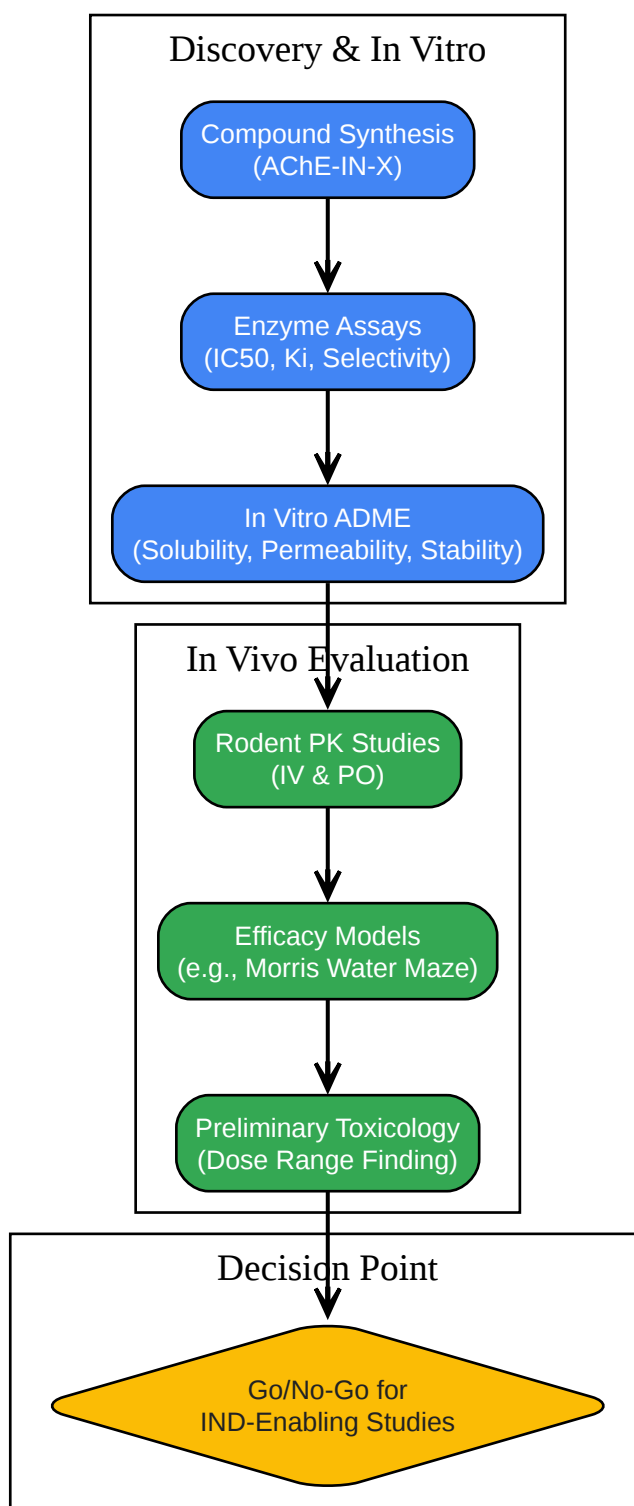 Discovery & In Vitro
Compound Synthesis
(AChE-IN-X)
Enzyme Assays
(IC50, Ki, Selectivity)
In Vitro ADME
(Solubility, Permeability, Stability)
In Vivo Evaluation
Rodent PK Studies
(IV & PO)
Efficacy Models
(e.g., Morris Water Maze)
Preliminary Toxicology
(Dose Range Finding)
Decision Point
Go/No-Go for
IND-Enabling Studies